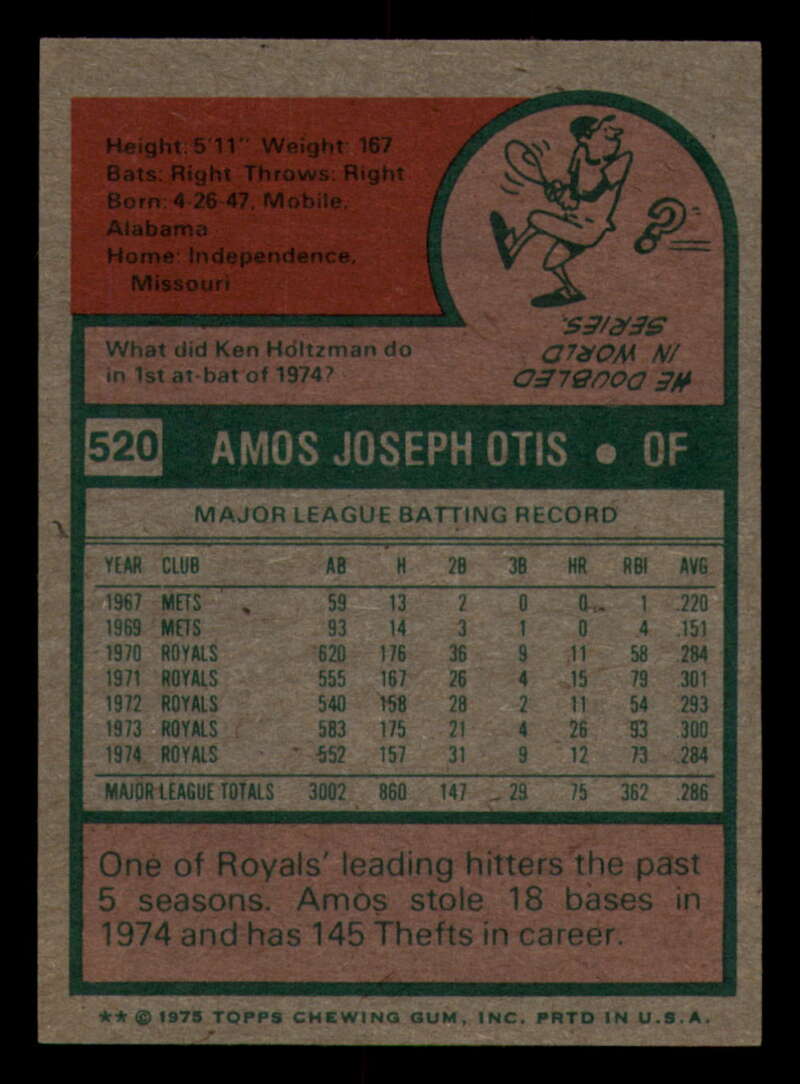 Height: 5'11" Weight: 167
Bats: Right Throws: Right
Born: 4-26-47, Mobile,
Alabama
Home: Independence,
Missouri
What did Ken Holtzman do
in 1st at-bat of 1974?
HE DOUBLED
IN WORLD
SERIES.
520 AMOS JOSEPH OTIS • OF
MAJOR LEAGUE BATTING RECORD
YEAR CLUB AB H 2B 3B HR RBI AVG
1967 METS 59 13 2 0 0 1 .220
1969 METS 93 14 3 1 0 4 .151
1970 ROYALS 620 176 36 9 11 58 .284
1971 ROYALS 555 167 26 4 15 79 .301
1972 ROYALS 540 158 28 2 11 54 .293
1973 ROYALS 583 175 21 4 26 93 .300
1974 ROYALS 552 157 31 9 12 73 .284
MAJOR LEAGUE TOTALS 3002 860 147 29 75 362 .286
One of Royals' leading hitters the past
5 seasons. Amos stole 18 bases in
1974 and has 145 Thefts in career.
** © 1975 TOPPS CHEWING GUM, INC. PRTD IN U.S.A.